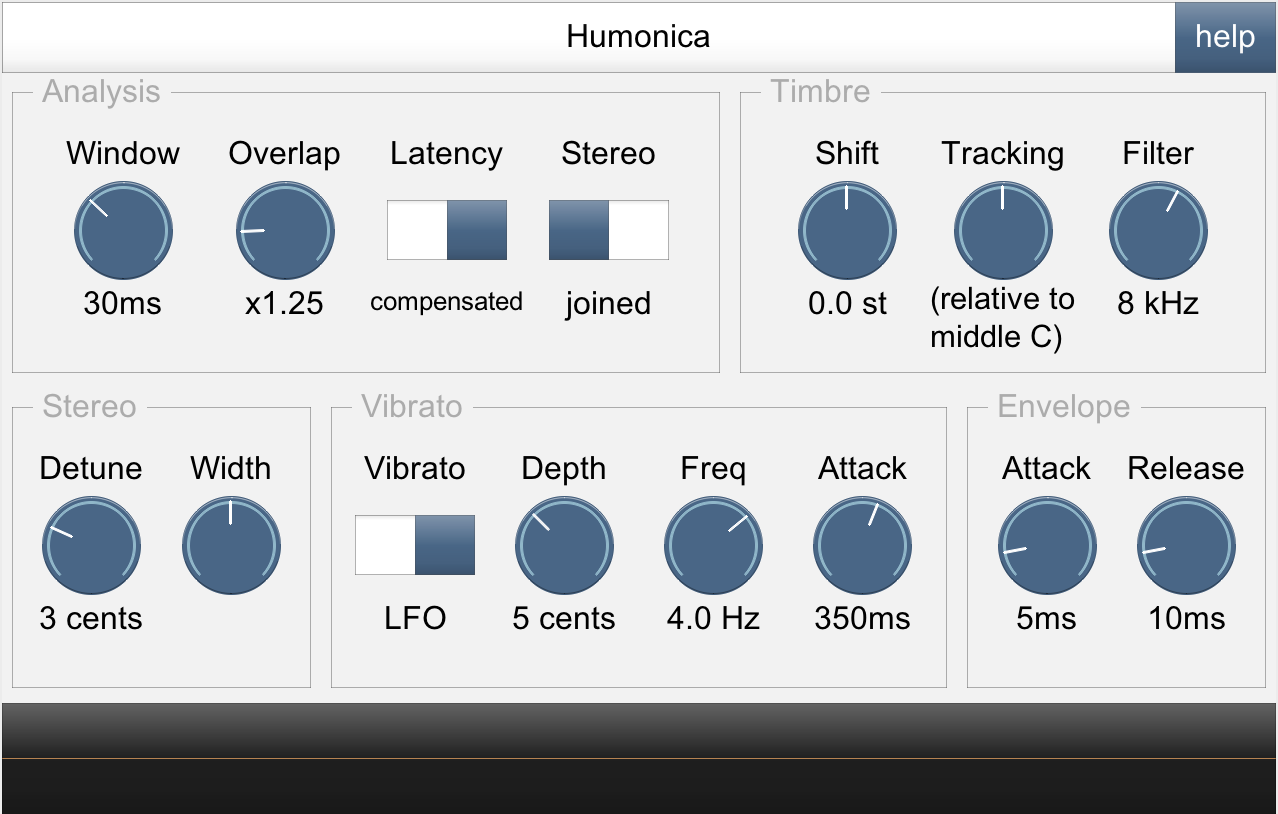 Humonica
help
Analysis
Window
Overlap
Latency
Stereo
30ms
x1.25
compensated
joined
Timbre
Shift
Tracking
Filter
0.0 st
(relative to
middle C)
8 kHz
Stereo
Detune
Width
3 cents
Vibrato
Vibrato
Depth
Freq
Attack
LFO
5 cents
4.0 Hz
350ms
Envelope
Attack
Release
5ms
10ms